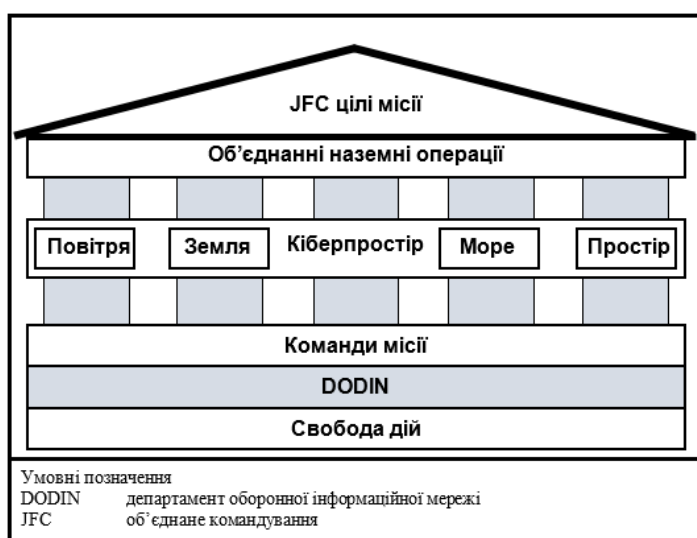 JFC цілі місії
Об’єднанні наземні операції
Повітря Земля Кіберпростір Море Простір
Команди місії
DODIN
Свобода дій
Умовні позначення
DODIN департамент оборонної інформаційної мережі
JFC об’єднане командування